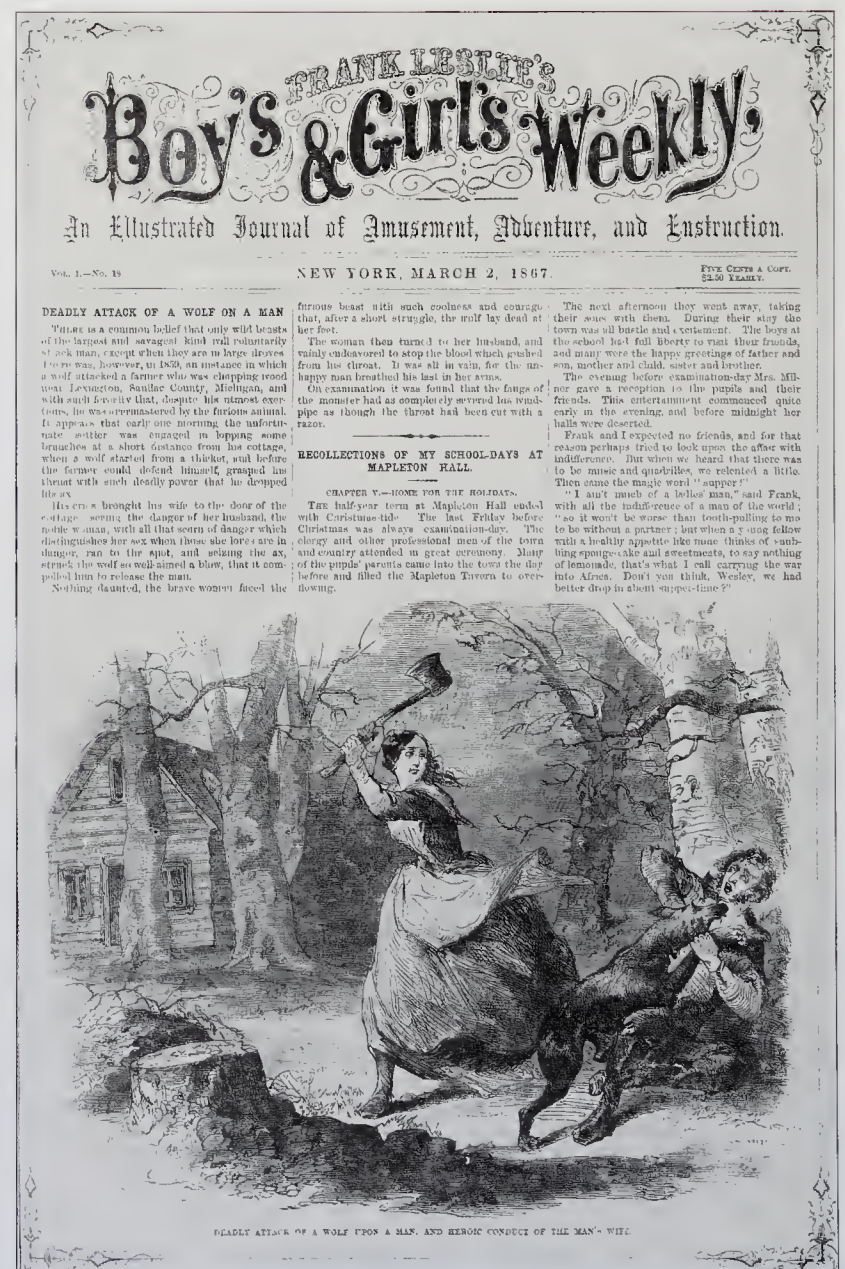 FRANK LESLIE'S
Boy's & Girl's Weekly,
An Illustrated Journal of Amusement, Adventure, and Instruction.
VOL. 1.—No. 19
NEW YORK, MARCH 2, 1867.
FIVE CENTS A COPY.
$2.50 YEARLY.
DEADLY ATTACK OF A WOLF ON A MAN
THERE is a common belief that only wild beasts
of the largest and savagest kind will voluntarily
attack man, except when they are in large droves
There was, however, in 1859, an instance in which
a wolf attacked a farmer who was chopping wood
near Lexington, Sanilac County, Michigan, and
with such ferocity that, despite his utmost exer-
tions, he was overmastered by the furious animal.
It appears that early one morning the unfortu-
nate settler was engaged in lopping some
branches at a short distance from his cottage,
when a wolf started from a thicket, and before
the farmer could defend himself, grasped his
throat with such deadly power that he dropped
his ax
His cries brought his wife to the door of the
cottage seeing the danger of her husband, the
noble woman, with all that scorn of danger which
distinguishes her sex when those she loves are in
danger, ran to the spot, and seizing the ax,
struck the wolf so well-aimed a blow, that it com-
pelled him to release the man.
Nothing daunted, the brave woman faced the
furious beast with such coolness and courage
that, after a short struggle, the wolf lay dead at
her feet.
The woman then turned to her husband, and
vainly endeavored to stop the blood which gushed
from his throat. It was all in vain, for the un-
happy man breathed his last in her arms.
On examination it was found that the fangs of
the monster had as completely severed his wind-
pipe as though the throat had been cut with a
razor.
RECOLLECTIONS OF MY SCHOOL-DAYS AT
MAPLETON HALL.
CHAPTER V.—HOME FOR THE HOLIDAYS.
THE half-year term at Mapleton Hall ended
with Christmas-tide The last Friday before
Christmas was always examination-day. The
clergy and other professional men of the town
and country attended in great ceremony. Many
of the pupils' parents came into the town the day
before and filled the Mapleton Tavern to over-
flowing.
The next afternoon they went away, taking
their sons with them. During their stay the
town was all bustle and excitement. The boys at
the school had full liberty to visit their friends,
and many were the happy greetings of father and
son, mother and child, sister and brother.
The evening before examination-day Mrs. Mil-
nor gave a reception to the pupils and their
friends. This entertainment commenced quite
early in the evening, and before midnight her
halls were deserted.
Frank and I expected no friends, and for that
reason perhaps tried to look upon the affair with
indifference. But when we heard that there was
to be music and quadrilles, we relented a little.
Then came the magic word "supper!"
"I ain't much of a ladies' man," said Frank,
with all the indifference of a man of the world;
"so it won't be worse than tooth-pulling to me
to be without a partner; but when a young fellow
with a healthy appetite like mine thinks of snub-
bing sponge-cake and sweetmeats, to say nothing
of lemonade, that's what I call carrying the war
into Africa. Don't you think, Wesley, we had
better drop in about supper-time?"
DEADLY ATTACK OF A WOLF UPON A MAN, AND HEROIC CONDUCT OF THE MAN'S WIFE.